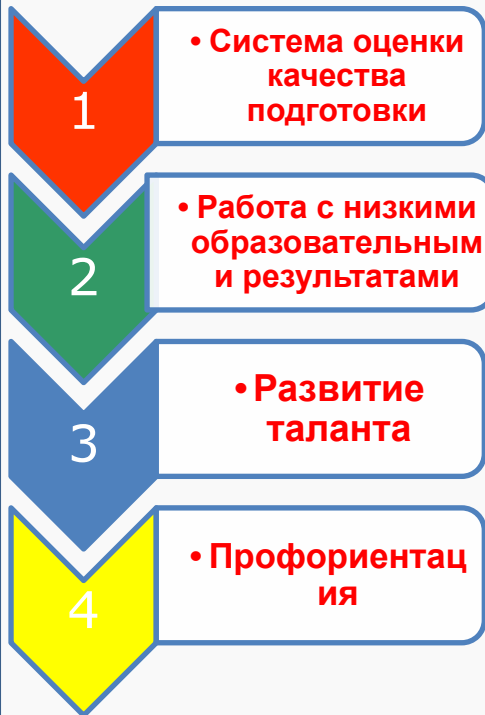 1
• Система оценки
качества
подготовки
2
• Работа с низкими
образовательным
и результатами
3
• Развитие
таланта
4
• Профориентац
ия